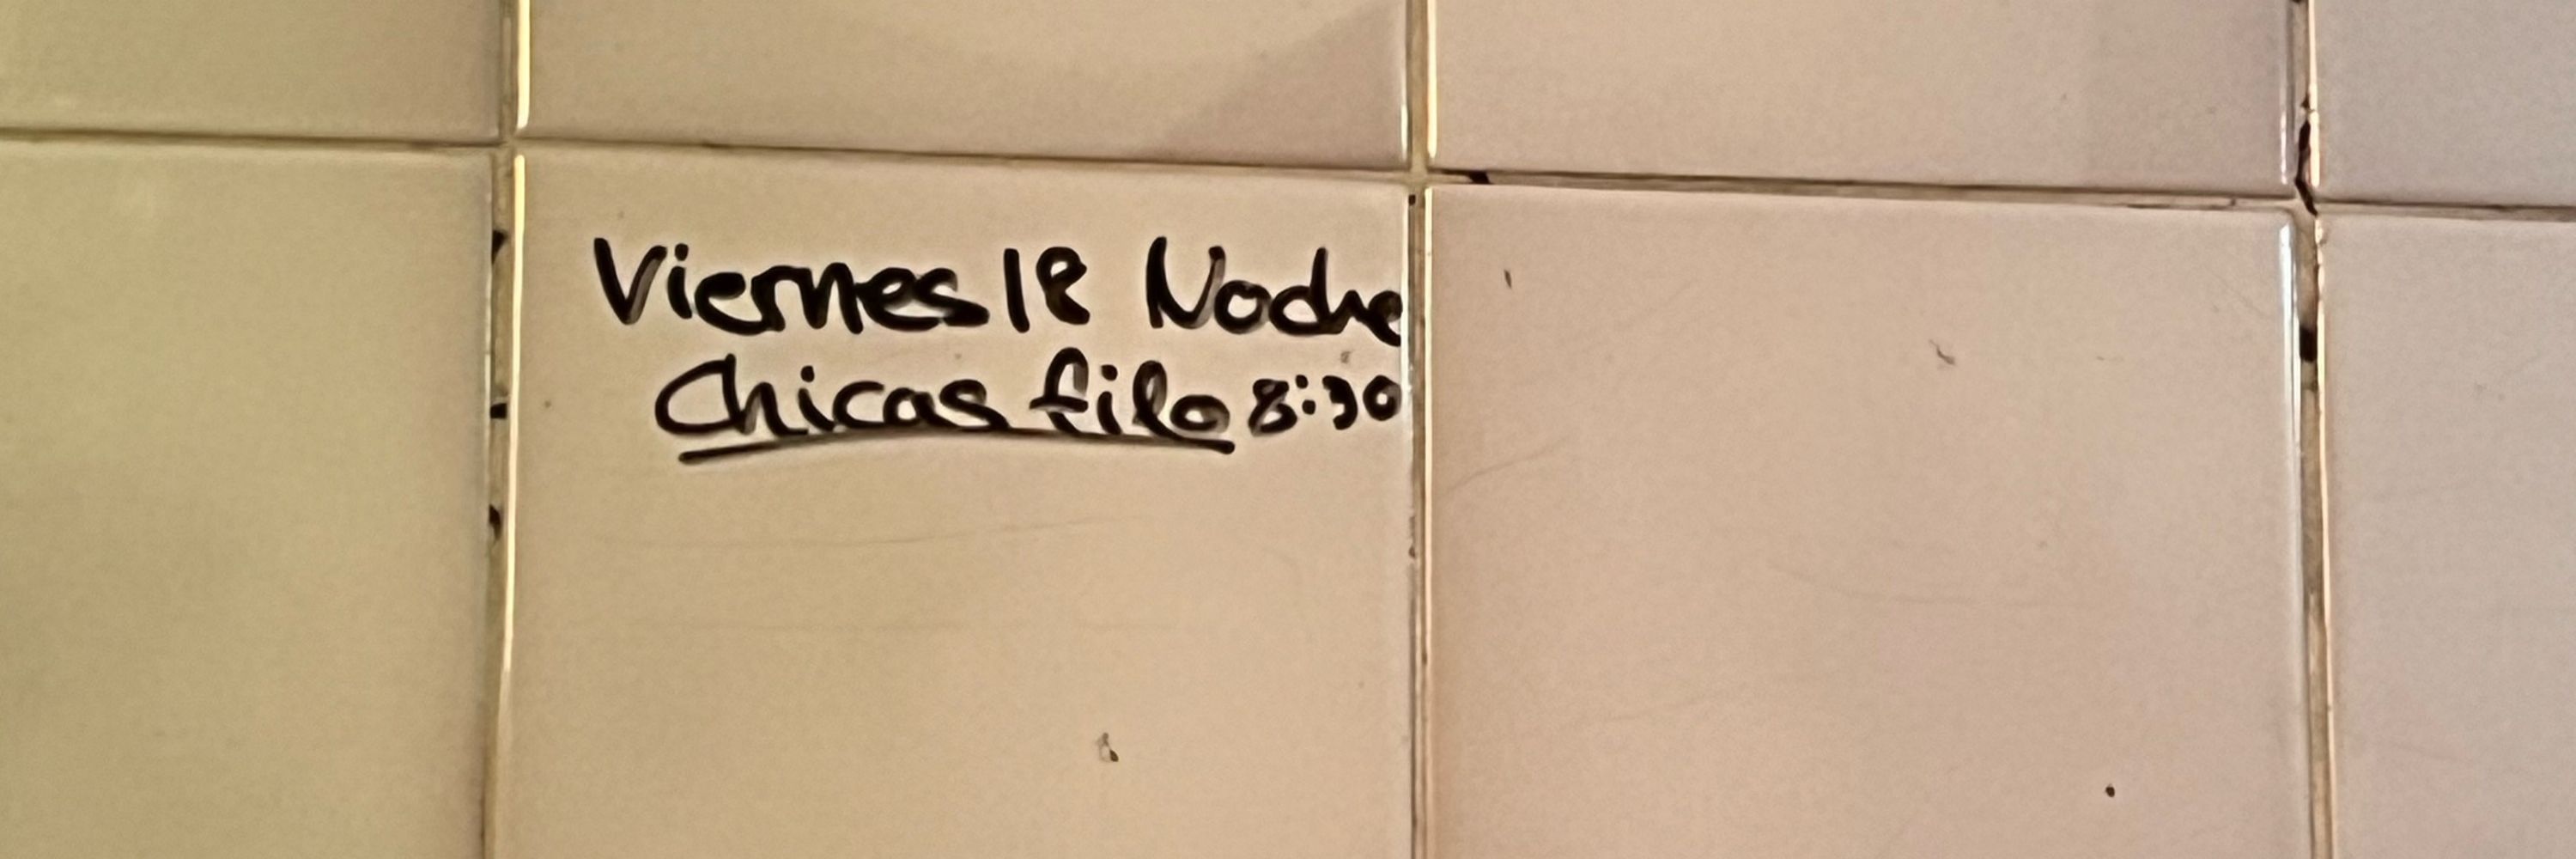 Viernes 18 Noche
Chicas filo 8:30